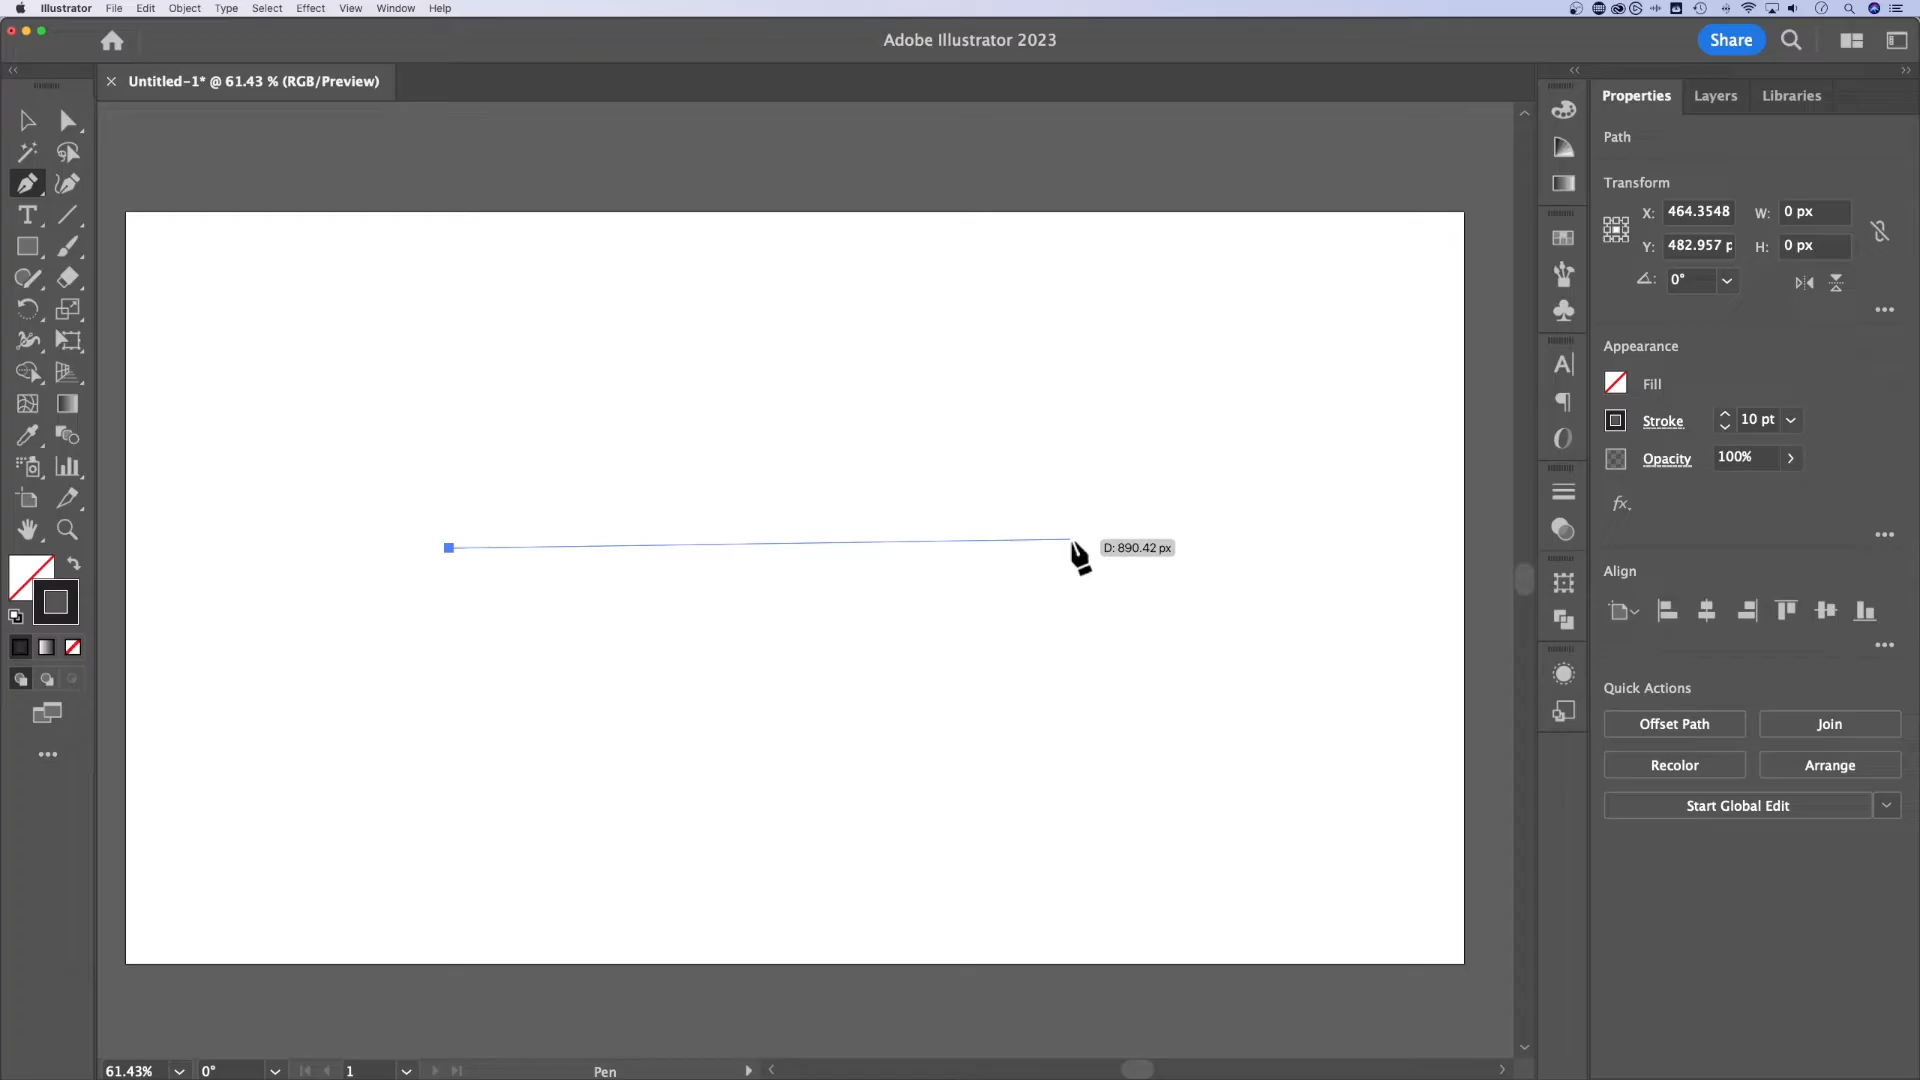 Illustrator File Edit Object Type Select Effect View Window Help
Adobe Illustrator 2023
Share
Untitled-1* @ 61.43 % (RGB/Preview)
Properties Layers Libraries
Path
Transform
X: 464.3548 W: 0 px
Y: 482.957 p H: 0 px
0°
Appearance
Fill
Stroke 10 pt
Opacity 100%
fx.
D: 890.42 px
Align
Quick Actions
Offset Path Join
Recolor Arrange
Start Global Edit
61.43% 0° 1 Pen